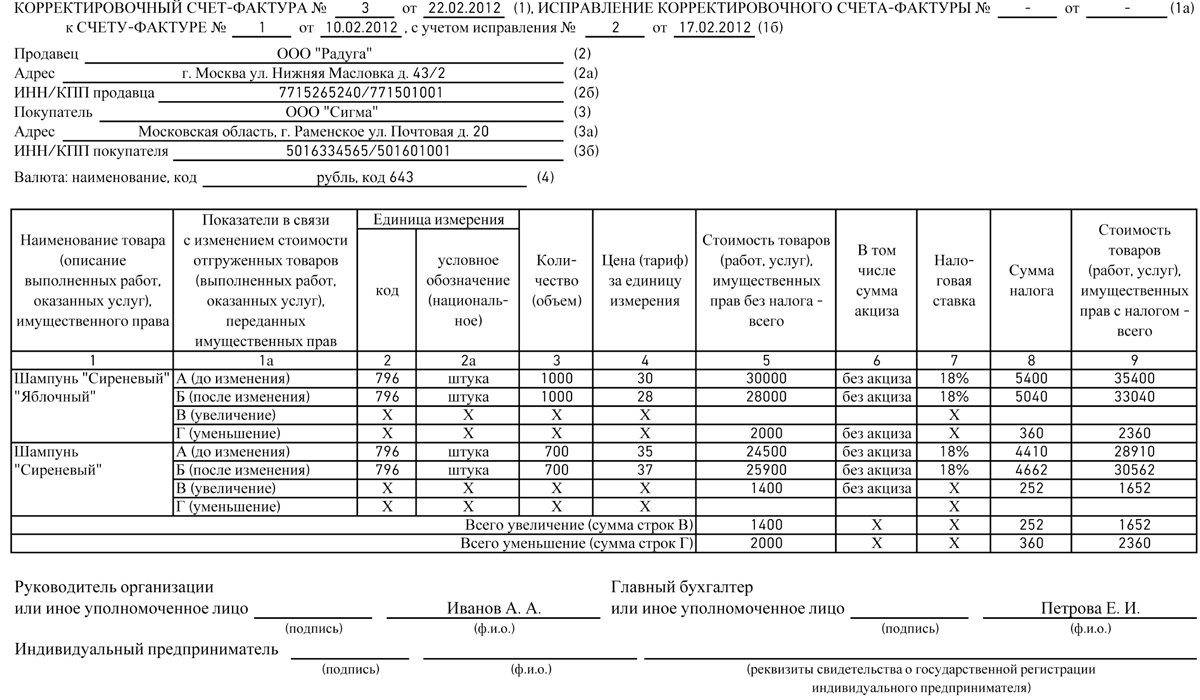 КОРРЕКТИРОВОЧНЫЙ СЧЕТ-ФАКТУРА № 3 от 22.02.2012 (1), ИСПРАВЛЕНИЕ КОРРЕКТИРОВОЧНОГО СЧЕТА-ФАКТУРЫ № - от - (1а)
к СЧЕТУ-ФАКТУРЕ № 1 от 10.02.2012 , с учетом исправления № 2 от 17.02.2012 (1б)
Продавец ООО "Радуга" (2)
Адрес г. Москва ул. Нижняя Масловка д. 43/2 (2а)
ИНН/КПП продавца 7715265240/771501001 (2б)
Покупатель ООО "Сигма" (3)
Адрес Московская область, г. Раменское ул. Почтовая д. 20 (3а)
ИНН/КПП покупателя 5016334565/501601001 (3б)
Валюта: наименование, код рубль, код 643 (4)
Наименование товара
(описание
выполненных работ,
оказанных услуг),
имущественного права
Показатели в связи
с изменением стоимости
отгруженных товаров
(выполненных работ,
оказанных услуг),
переданных
имущественных прав
Единица измерения
код
условное
обозначение
(националь-
ное)
Коли-
чество
(объем)
Цена (тариф)
за единицу
измерения
Стоимость товаров
(работ, услуг),
имущественных
прав без налога -
всего
В том
числе
сумма
акциза
Нало-
говая
ставка
Сумма
налога
Стоимость
товаров
(работ, услуг),
имущественных
прав с налогом -
всего
1 1а 2 2а 3 4 5 6 7 8 9
Шампунь "Сиреневый" А (до изменения) 796 штука 1000 30 30000 без акциза 18% 5400 35400
"Яблочный" Б (после изменения) 796 штука 1000 28 28000 без акциза 18% 5040 33040
В (увеличение) Х Х Х Х Х
Г (уменьшение) Х Х Х Х 2000 без акциза Х 360 2360
Шампунь А (до изменения) 796 штука 700 35 24500 без акциза 18% 4410 28910
"Сиреневый" Б (после изменения) 796 штука 700 37 25900 без акциза 18% 4662 30562
В (увеличение) Х Х Х Х 1400 без акциза Х 252 1652
Г (уменьшение) Х Х Х Х Х
Всего увеличение (сумма строк В) 1400 Х Х 252 1652
Всего уменьшение (сумма строк Г) 2000 Х Х 360 2360
Руководитель организации
или иное уполномоченное лицо Иванов А. А.
(подпись) (ф.и.о.)
Главный бухгалтер
или иное уполномоченное лицо Петрова Е. И.
(подпись) (ф.и.о.)
Индивидуальный предприниматель
(подпись) (ф.и.о.) (реквизиты свидетельства о государственной регистрации
индивидуального предпринимателя)